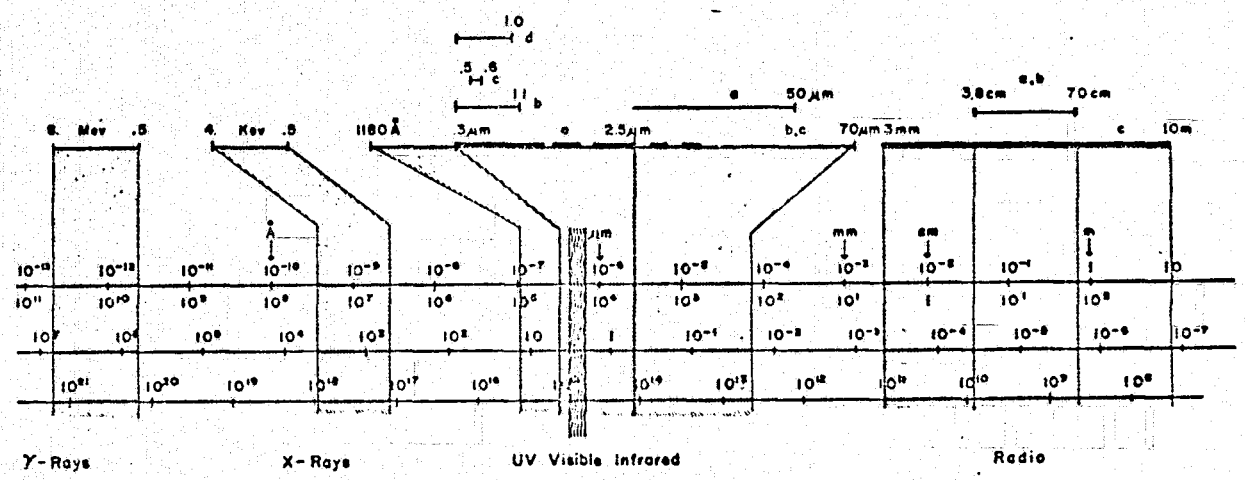 1.0
d
.5 .6
c
1.1
b
a 50 μm
a,b
3,8cm 70 cm
Mev .5
4. Kev .5
1180 Å
3μm a 2.5μm b,c 70μm
3mm c 10m
Å μm mm m
10⁻¹³ 10⁻¹² 10⁻¹¹ 10⁻¹⁰ 10⁻⁹ 10⁻⁸ 10⁻⁷ 10⁻⁶ 10⁻⁵ 10⁻⁴ 10⁻³ 10⁻² 10⁻¹ 1 10
10¹¹ 10¹⁰ 10⁹ 10⁸ 10⁷ 10⁶ 10⁵ 10⁴ 10³ 10² 10¹ 1 10¹ 10²
10⁷ 10⁶ 10⁵ 10⁴ 10³ 10² 10 1 10⁻¹ 10⁻² 10⁻³ 10⁻⁴ 10⁻⁵ 10⁻⁶ 10⁻⁷
10²¹ 10²⁰ 10¹⁹ 10¹⁸ 10¹⁷ 10¹⁶ 10¹⁴ 10¹³ 10¹² 10¹¹ 10¹⁰ 10⁹ 10⁸
γ-Rays X-Rays UV Visible Infrared Radio